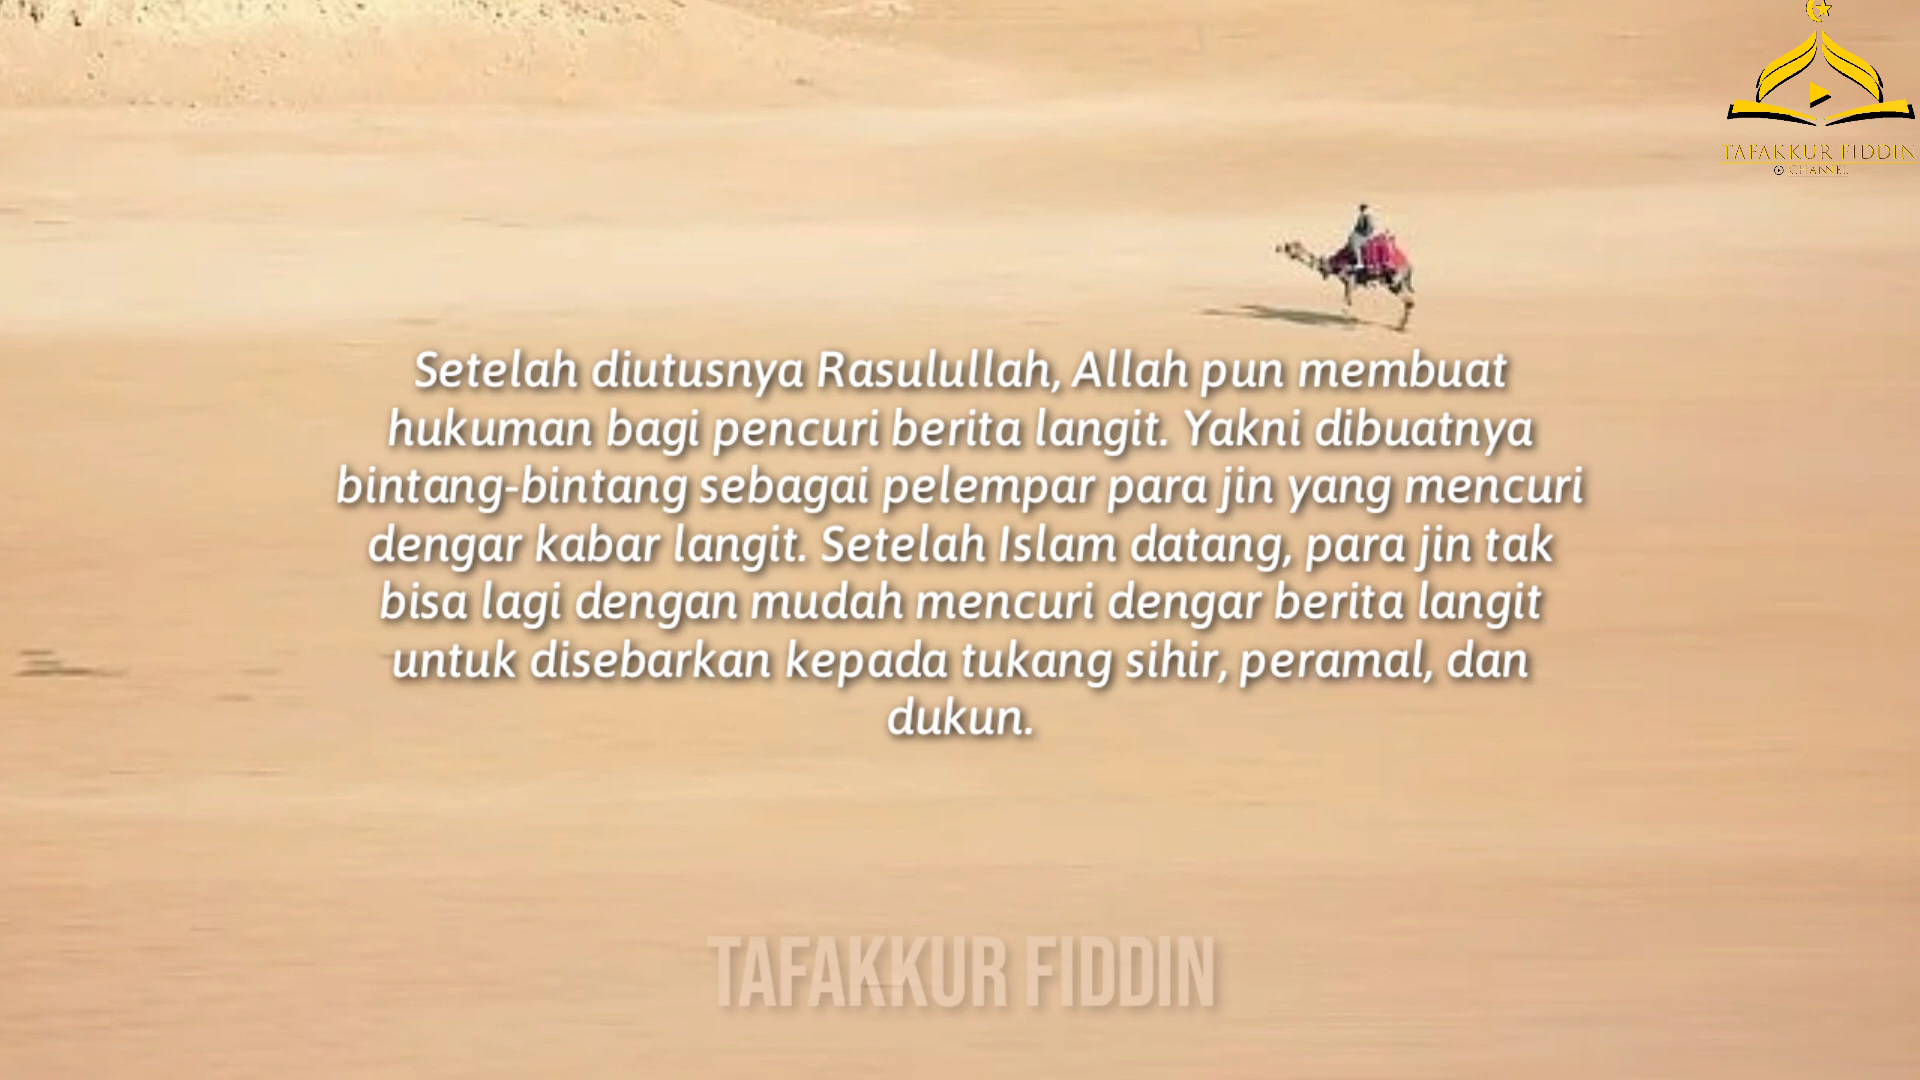 TAFAKKUR FIDDIN
CHANNEL
Setelah diutusnya Rasulullah, Allah pun membuat
hukuman bagi pencuri berita langit. Yakni dibuatnya
bintang-bintang sebagai pelempar para jin yang mencuri
dengar kabar langit. Setelah Islam datang, para jin tak
bisa lagi dengan mudah mencuri dengar berita langit
untuk disebarkan kepada tukang sihir, peramal, dan
dukun.
TAFAKKUR FIDDIN